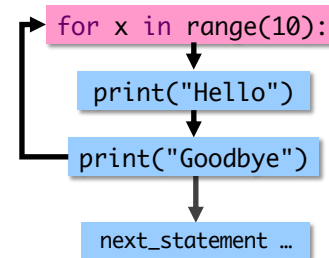 for x in range(10):
print("Hello")
print("Goodbye")
next_statement …